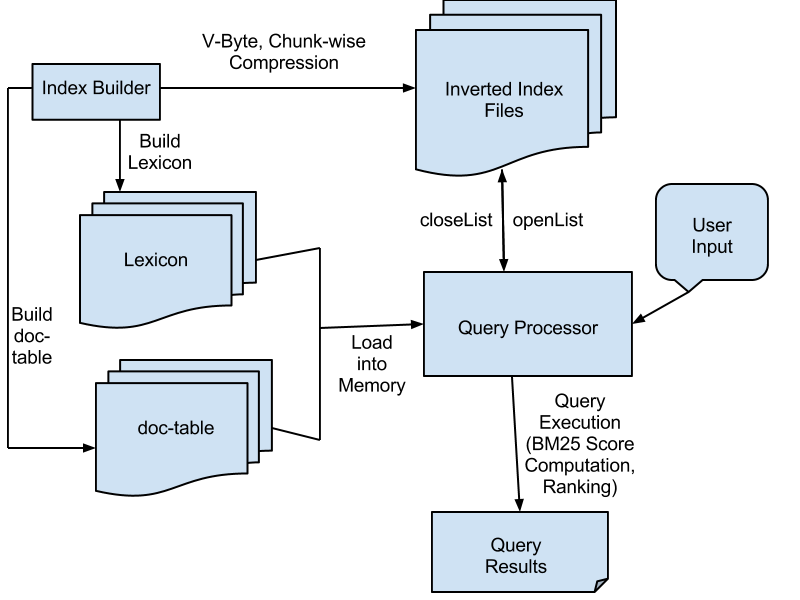 V-Byte, Chunk-wise
Compression
Index Builder
Inverted Index
Files
Build
Lexicon
closeList
openList
User
Input
Lexicon
Build
doc-
table
Query Processor
Load
into
Memory
doc-table
Query
Execution
(BM25 Score
Computation,
Ranking)
Query
Results